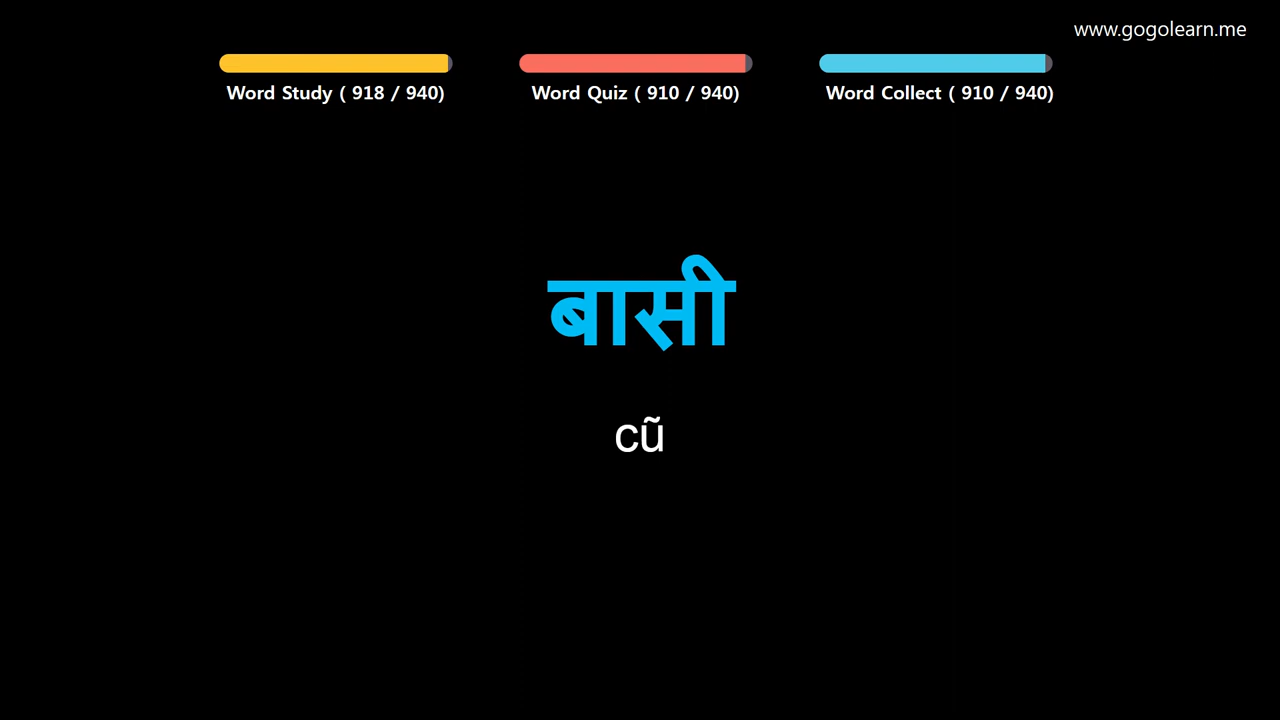 www.gogolearn.me
Word Study ( 918 / 940)
Word Quiz ( 910 / 940)
Word Collect ( 910 / 940)
बासी
cũ